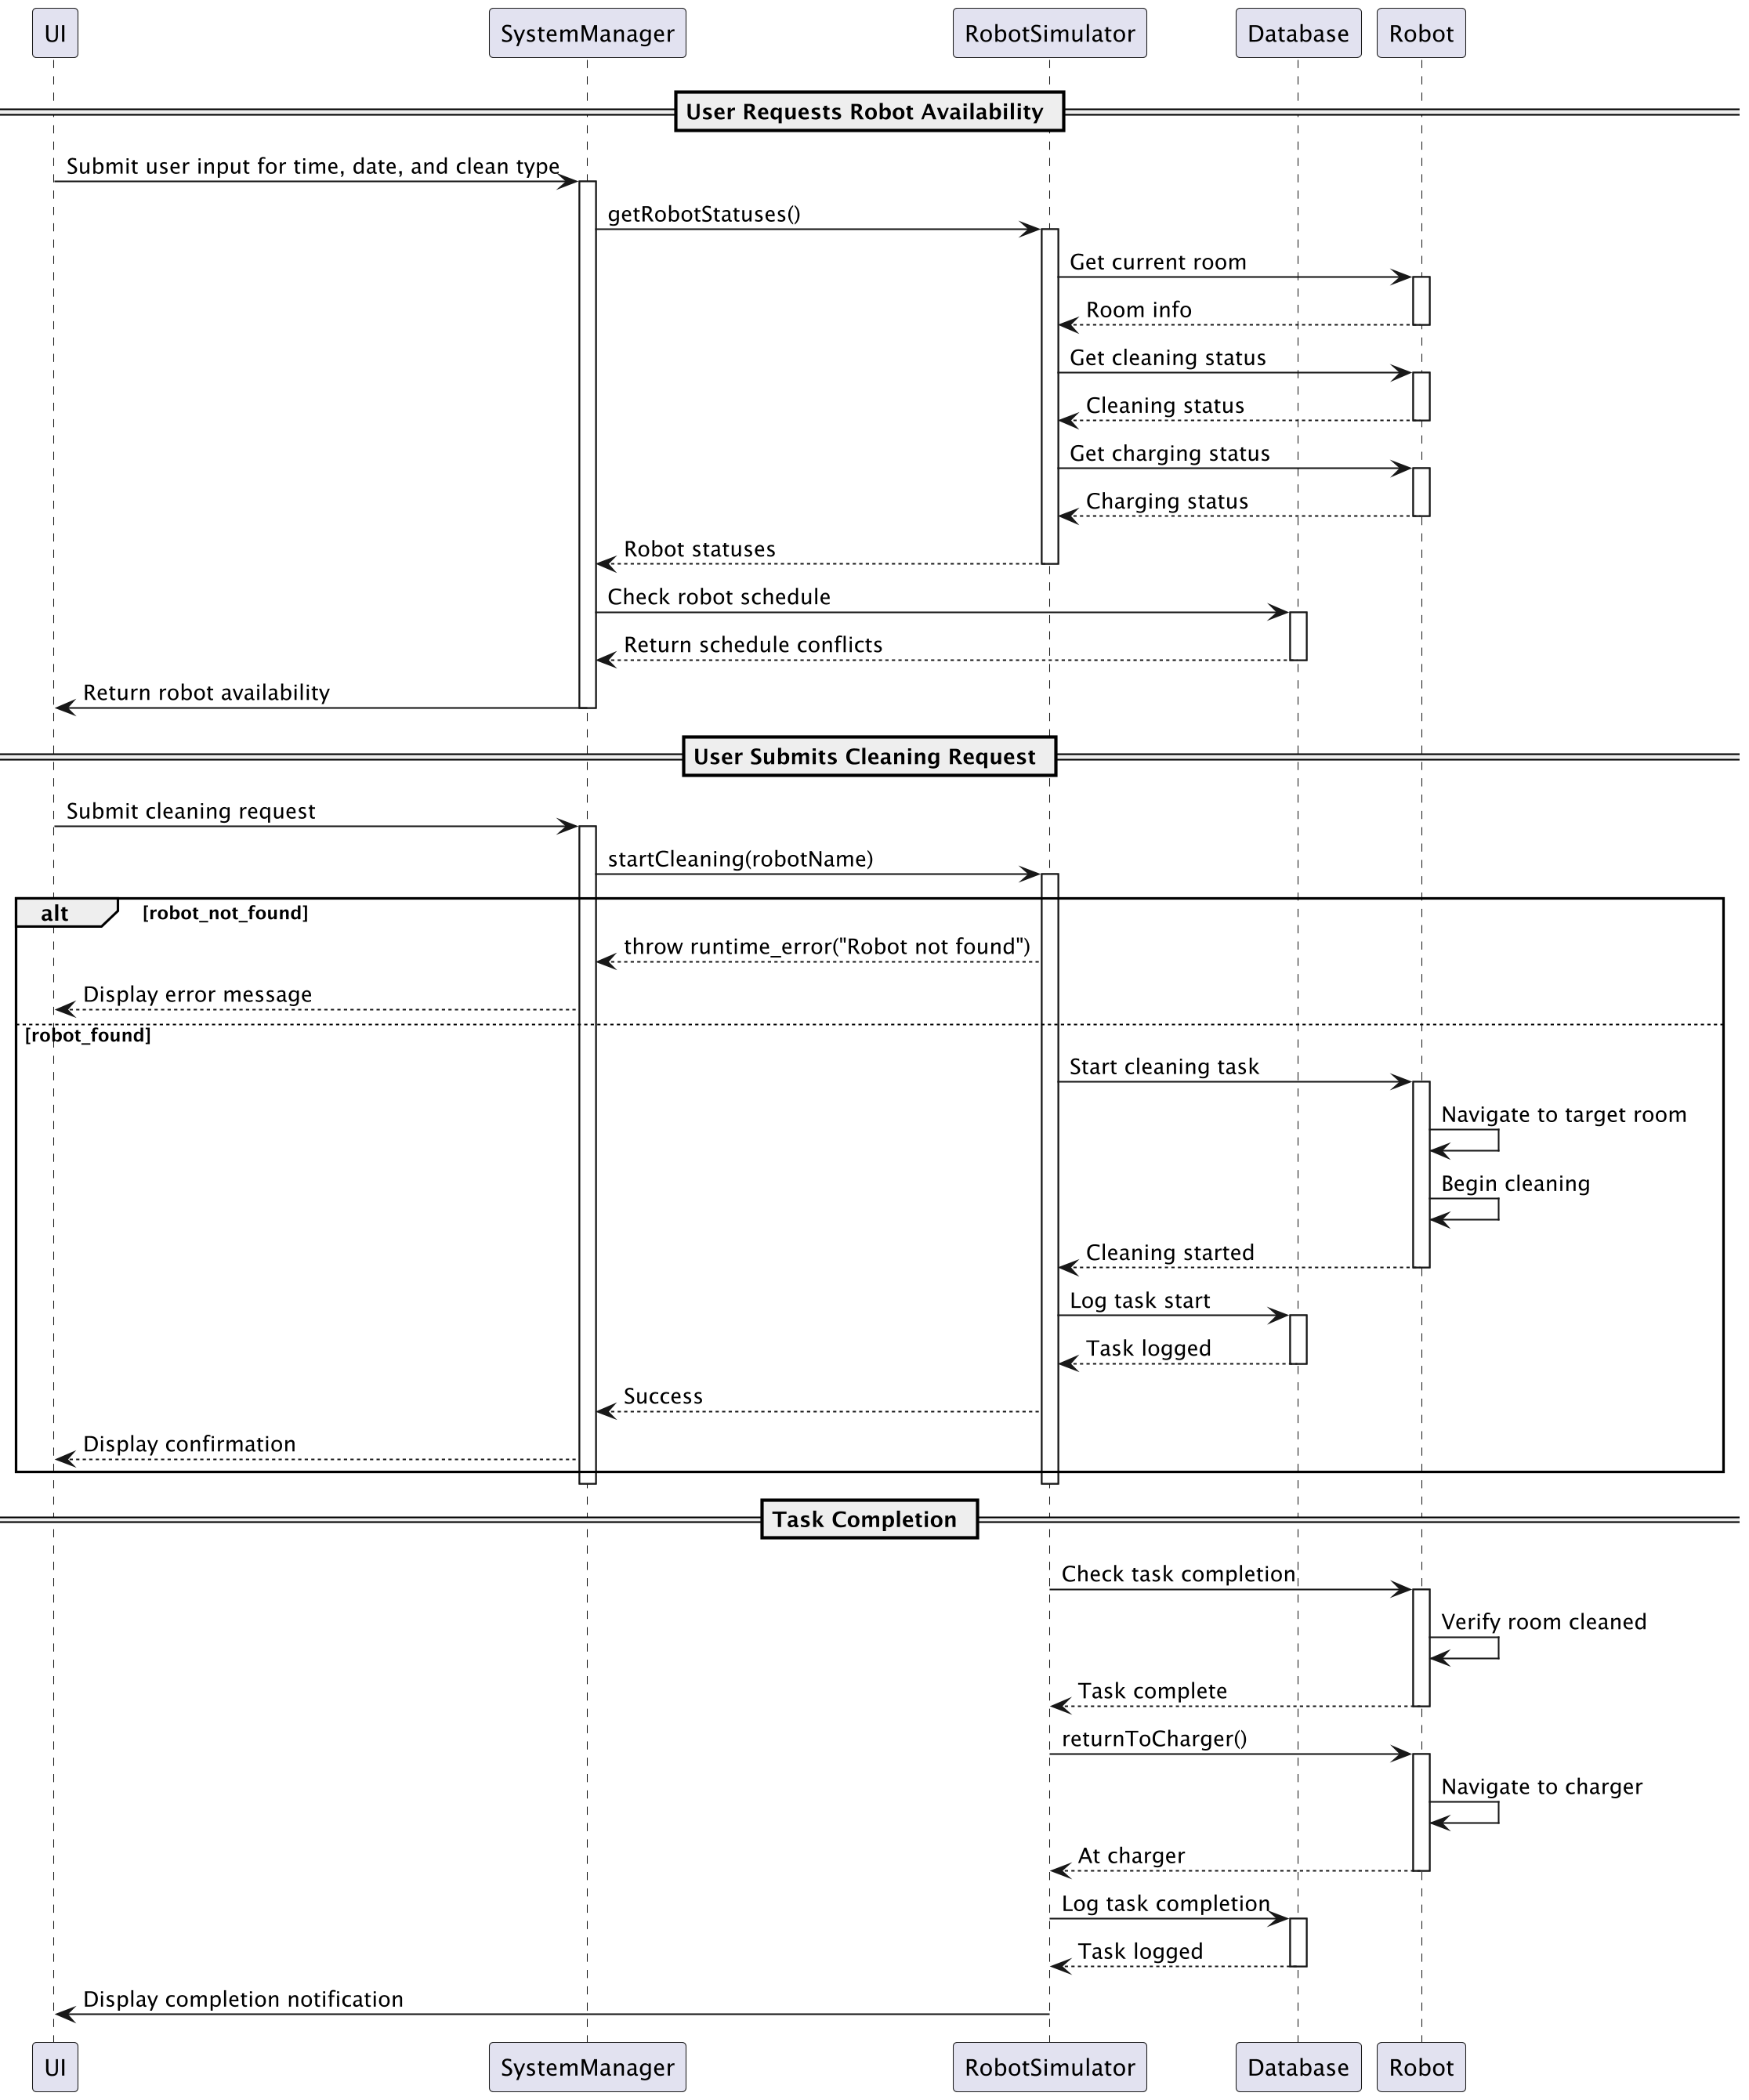 UI
SystemManager
RobotSimulator
Database
Robot
User Requests Robot Availability
Submit user input for time, date, and clean type
getRobotStatuses()
Get current room
Room info
Get cleaning status
Cleaning status
Get charging status
Charging status
Robot statuses
Check robot schedule
Return schedule conflicts
Return robot availability
User Submits Cleaning Request
Submit cleaning request
startCleaning(robotName)
alt
[robot_not_found]
throw runtime_error("Robot not found")
Display error message
[robot_found]
Start cleaning task
Navigate to target room
Begin cleaning
Cleaning started
Log task start
Task logged
Success
Display confirmation
Task Completion
Check task completion
Verify room cleaned
Task complete
returnToCharger()
Navigate to charger
At charger
Log task completion
Task logged
Display completion notification
UI
SystemManager
RobotSimulator
Database
Robot